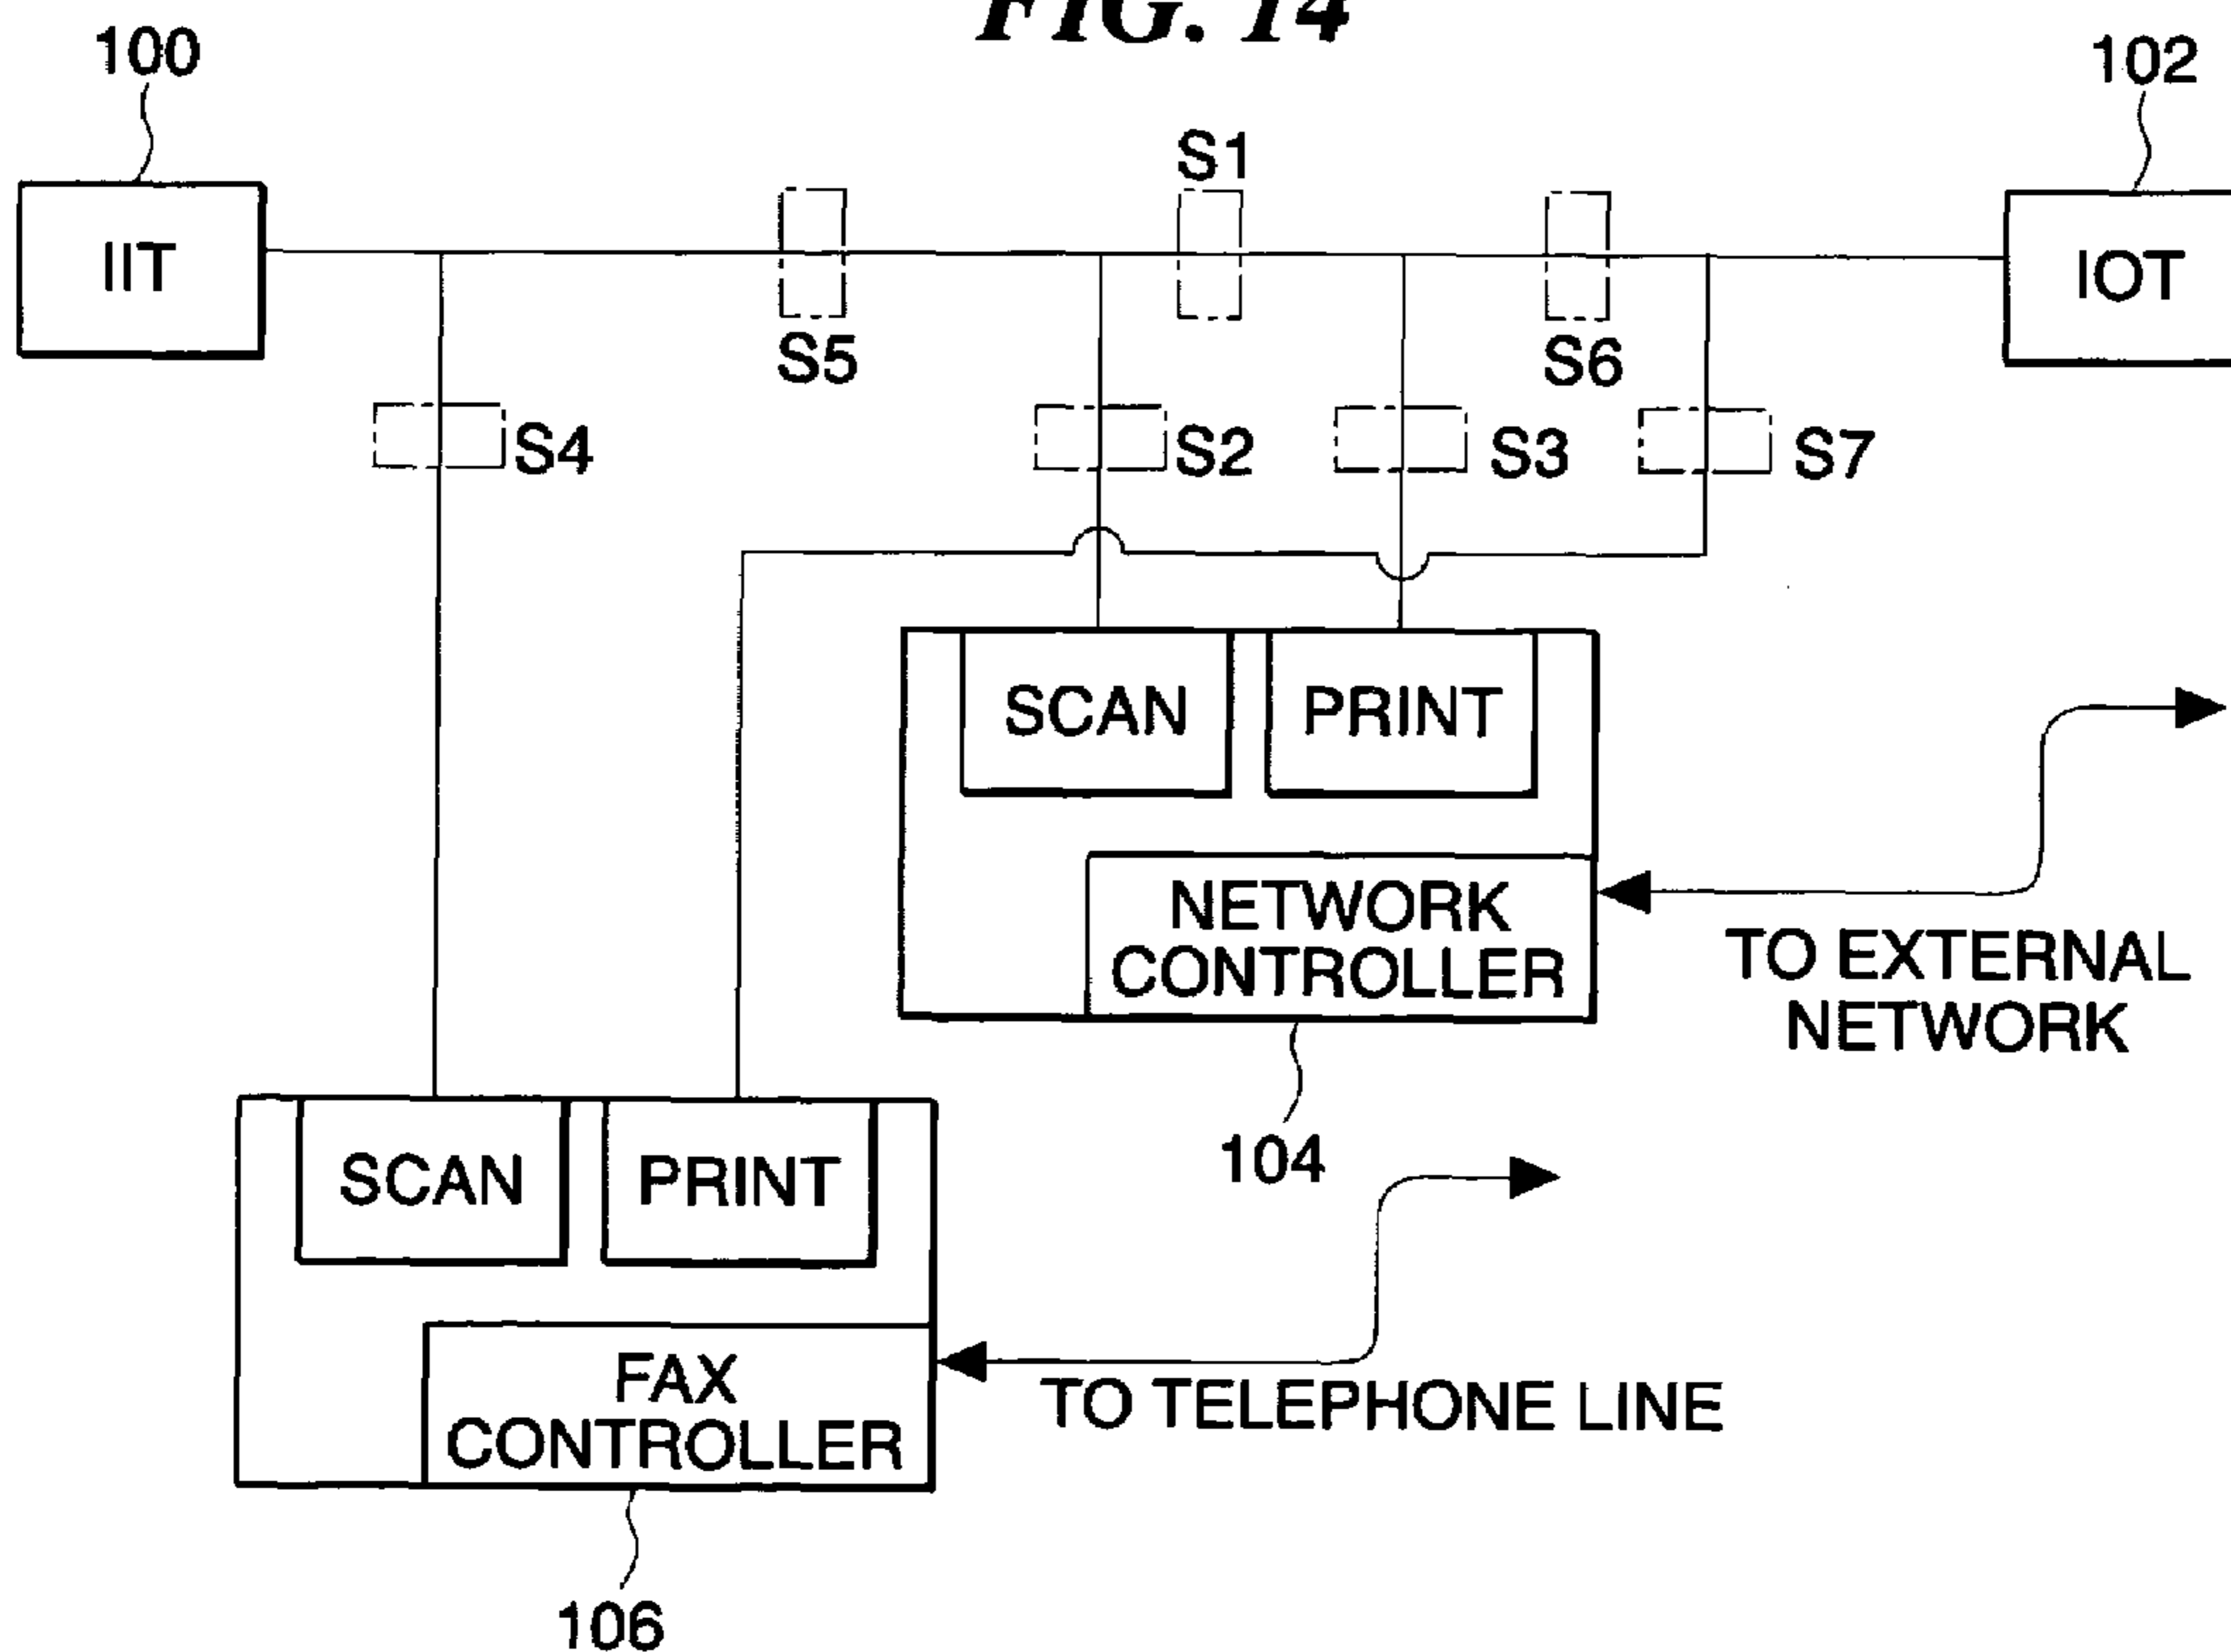 FIG. 14
100
102
S1
IIT
IOT
S5
S6
S4
S2
S3
S7
SCAN
PRINT
NETWORK
CONTROLLER
TO EXTERNAL
NETWORK
104
SCAN
PRINT
FAX
CONTROLLER
TO TELEPHONE LINE
106